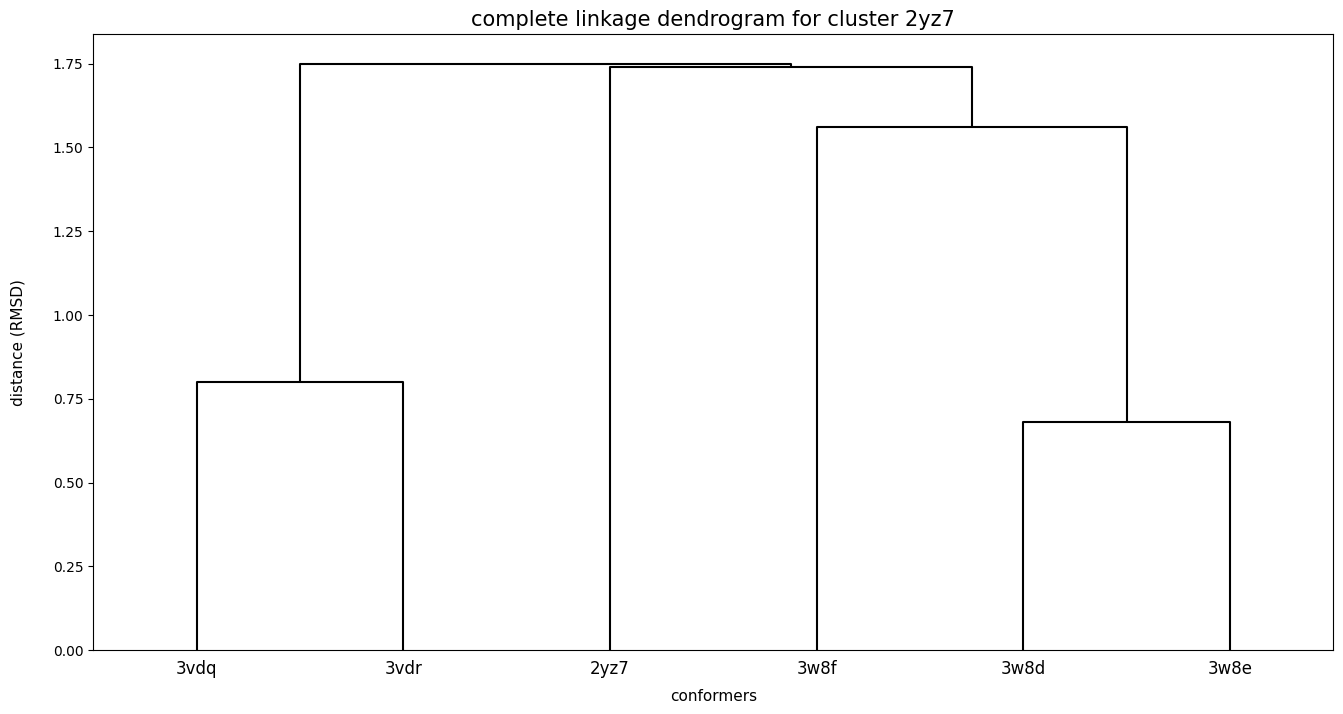 complete linkage dendrogram for cluster 2yz7
1.75
1.50
1.25
1.00
0.75
0.50
0.25
0.00
distance (RMSD)
3vdq 3vdr 2yz7 3w8f 3w8d 3w8e
conformers